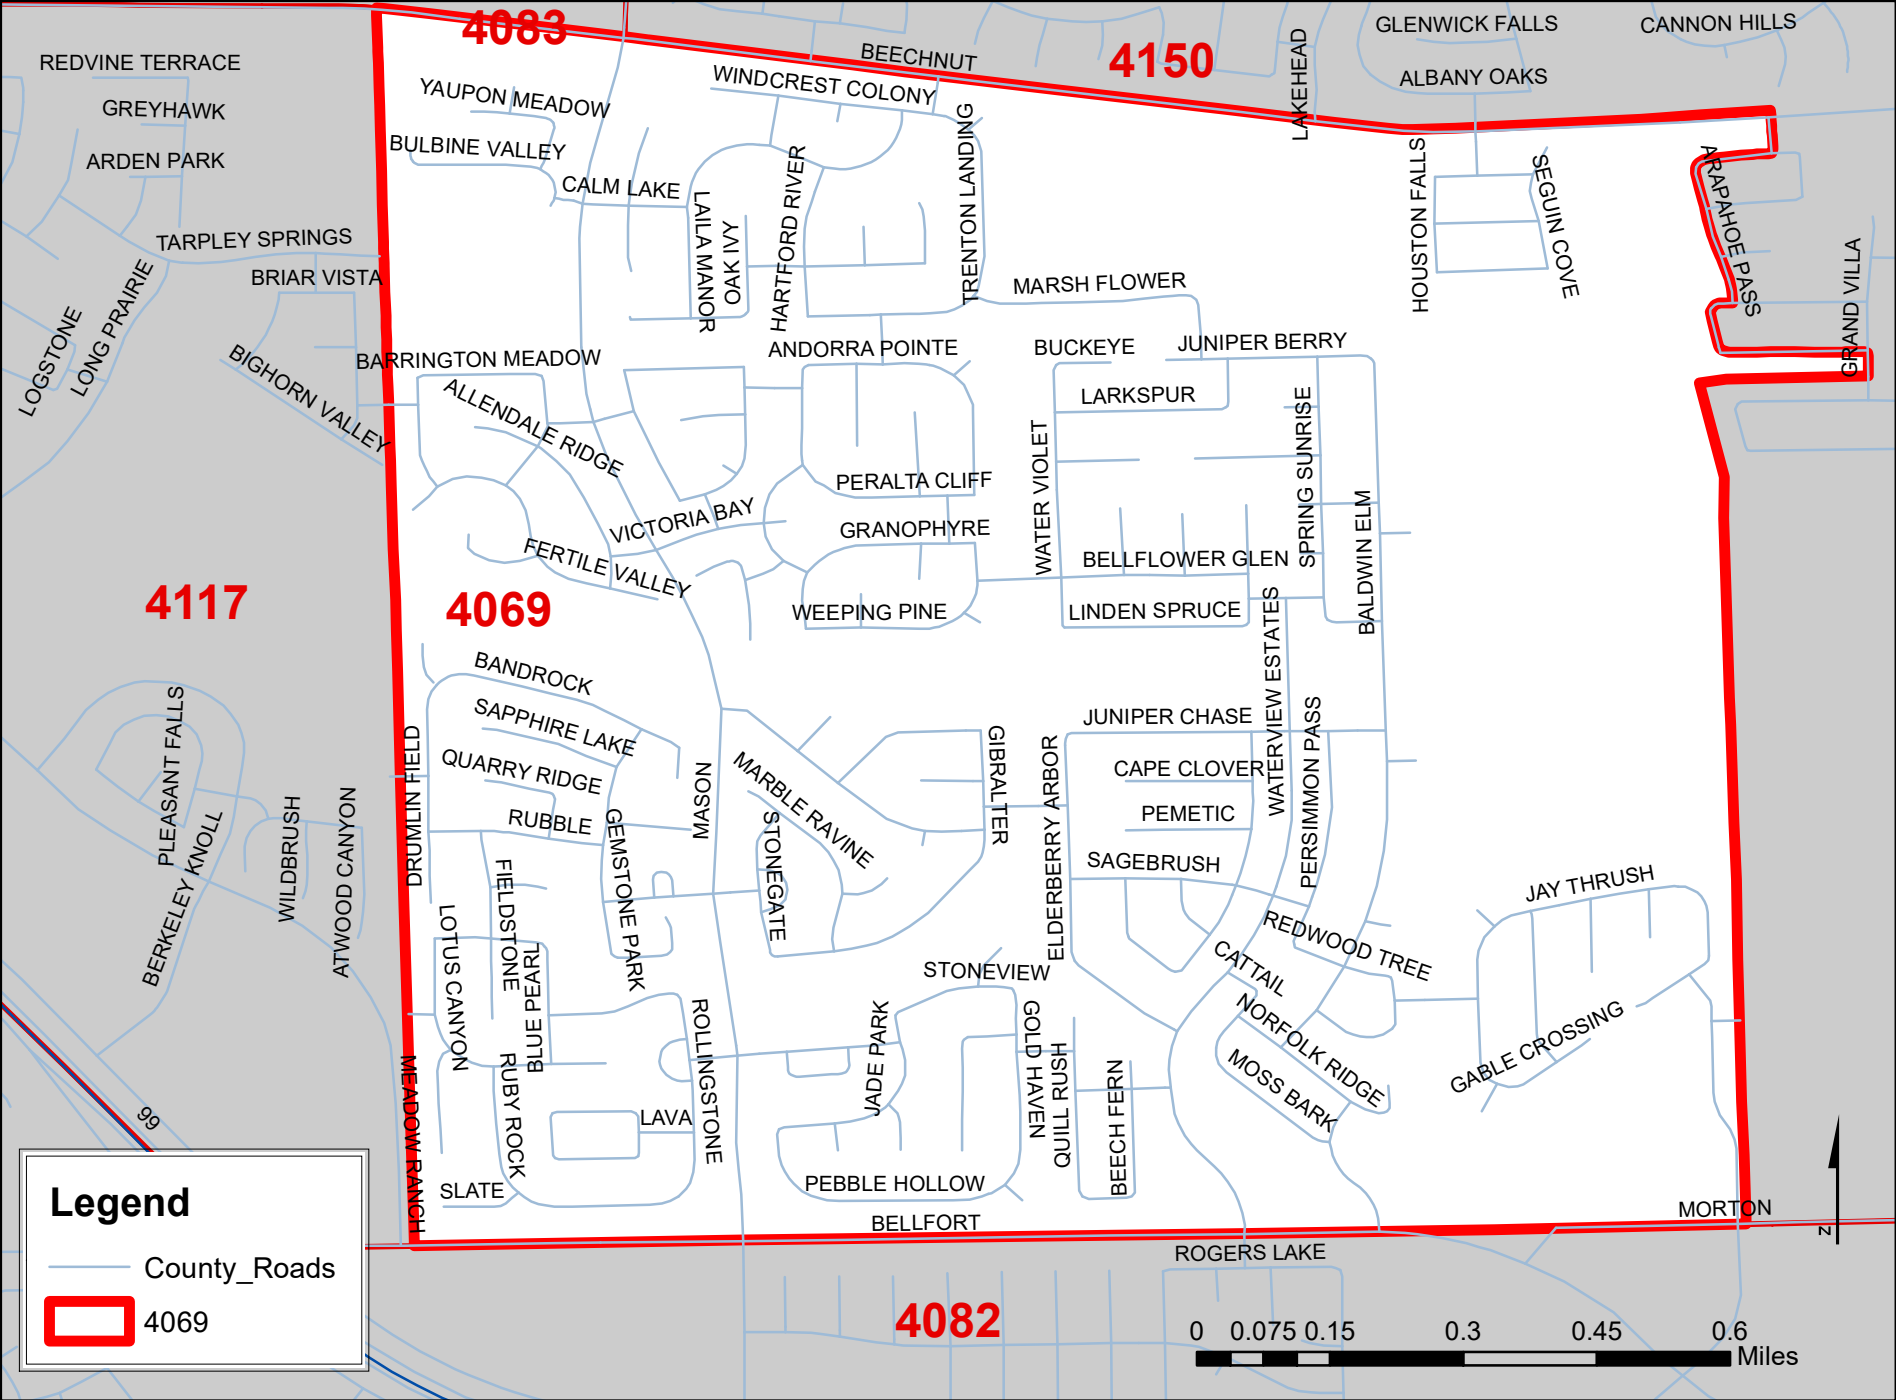 4083
4150
GLENWICK FALLS
CANNON HILLS
LAKEHEAD
BEECHNUT
REDVINE TERRACE
ALBANY OAKS
WINDCREST COLONY
YAUPON MEADOW
GREYHAWK
TRENTON LANDING
BULBINE VALLEY
ARDEN PARK
CALM LAKE
HARTFORD RIVER
HOUSTON FALLS
SEGUIN COVE
ARAPAHOE PASS
LAILA MANOR
OAK IVY
TARPLEY SPRINGS
BRIAR VISTA
GRAND VILLA
MARSH FLOWER
LONG PRAIRIE
LOGSTONE
BIGHORN VALLEY
BARRINGTON MEADOW
ANDORRA POINTE
BUCKEYE
JUNIPER BERRY
ALLENDALE RIDGE
LARKSPUR
SPRING SUNRISE
WATER VIOLET
PERALTA CLIFF
VICTORIA BAY
GRANOPHYRE
BALDWIN ELM
FERTILE VALLEY
BELLFLOWER GLEN
4117
4069
WEEPING PINE
LINDEN SPRUCE
WATERVIEW ESTATES
BANDROCK
SAPPHIRE LAKE
PLEASANT FALLS
JUNIPER CHASE
PERSIMMON PASS
DRUMLIN FIELD
QUARRY RIDGE
MASON
MARBLE RAVINE
GIBRALTER
ELDERBERRY ARBOR
CAPE CLOVER
PEMETIC
RUBBLE
GEMSTONE PARK
STONEGATE
BERKELEY KNOLL
WILDBRUSH
ATWOOD CANYON
SAGEBRUSH
JAY THRUSH
FIELDSTONE
LOTUS CANYON
BLUE PEARL
REDWOOD TREE
CATTAIL
STONEVIEW
NORFOLK RIDGE
GABLE CROSSING
ROLLINGSTONE
JADE PARK
GOLD HAVEN
QUILL RUSH
BEECH FERN
MOSS BARK
MEADOW RANCH
RUBY ROCK
LAVA
99
SLATE
PEBBLE HOLLOW
BELLFORT
MORTON
ROGERS LAKE
Legend
County_Roads
4069
4082
Z
0 0.075 0.15 0.3 0.45 0.6
Miles